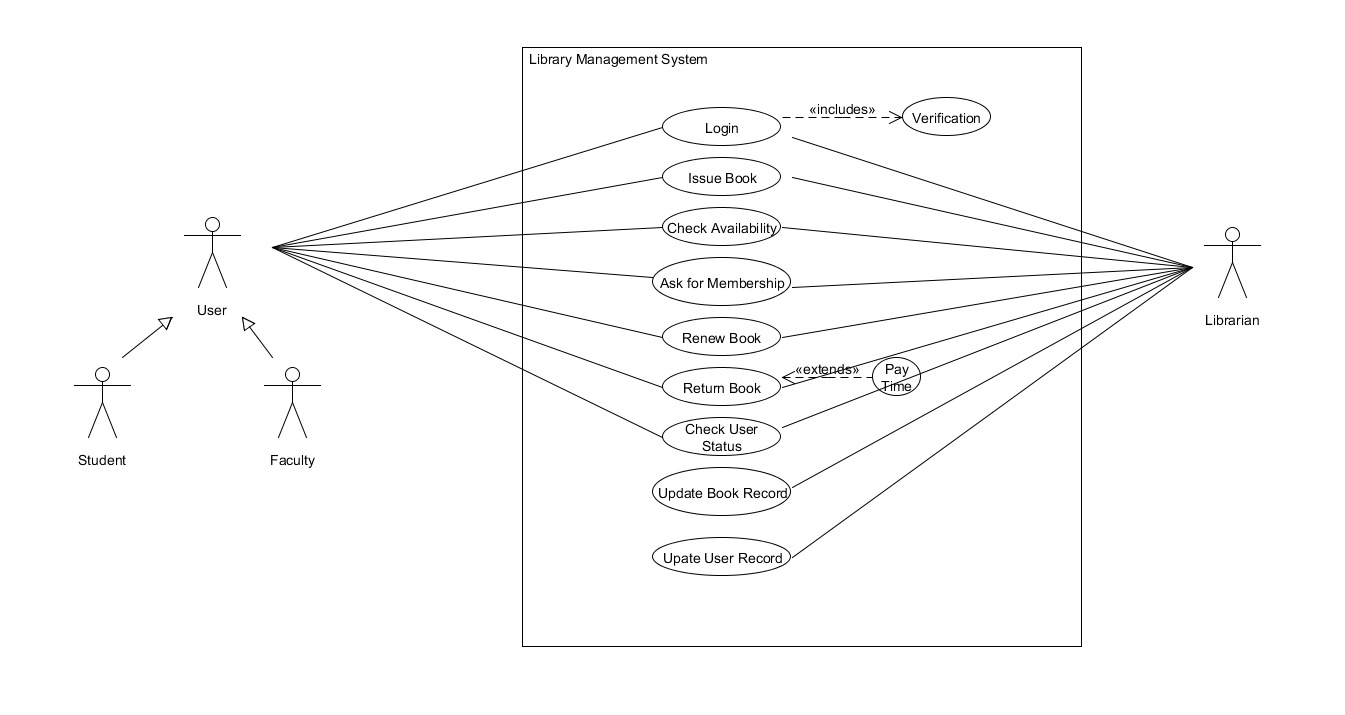 Library Management System
«includes»
Verification
Login
Issue Book
Check Availability
Ask for Membership
User
Librarian
Renew Book
«extends»
Pay
Time
Return Book
Check User
Status
Student
Faculty
Update Book Record
Upate User Record